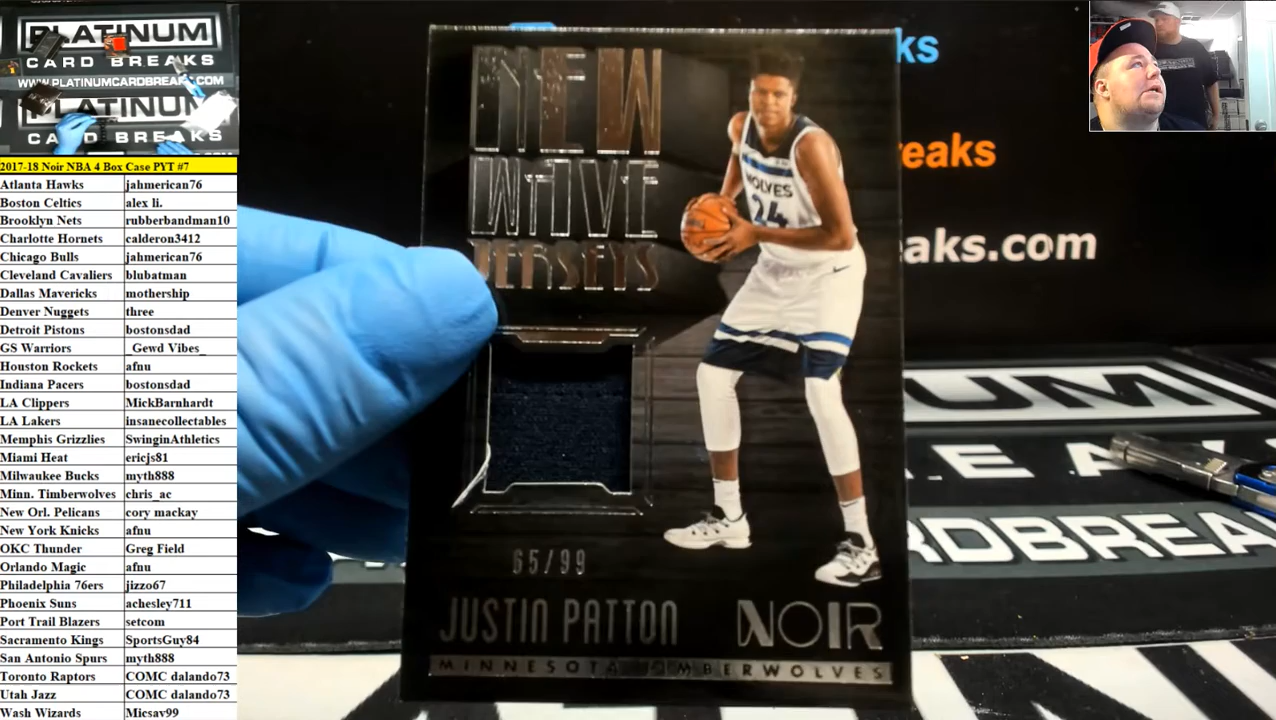 PLATINUM
CARD BREAKS
WWW.PLATINUMCARDBREAKS.COM
PLATINUM
CARD BREAKS
2017-18 Noir NBA 4 Box Case PYT #7
Atlanta Hawks jahmerican76
Boston Celtics alex li.
Brooklyn Nets rubberbandman10
Charlotte Hornets calderon3412
Chicago Bulls jahmerican76
Cleveland Cavaliers blubatman
Dallas Mavericks mothership
Denver Nuggets three
Detroit Pistons bostonsdad
GS Warriors _Gewd Vibes_
Houston Rockets afnu
Indiana Pacers bostonsdad
LA Clippers MickBarnhardt
LA Lakers insanecollectables
Memphis Grizzlies SwinginAthletics
Miami Heat ericjs81
Milwaukee Bucks myth888
Minn. Timberwolves chris_ac
New Orl. Pelicans cory mackay
New York Knicks afnu
OKC Thunder Greg Field
Orlando Magic afnu
Philadelphia 76ers jizzo67
Phoenix Suns achesley711
Port Trail Blazers setcom
Sacramento Kings SportsGuy84
San Antonio Spurs myth888
Toronto Raptors COMC dalando73
Utah Jazz COMC dalando73
Wash Wizards Micsav99
NEW
WAVE
JERSEYS
WOLVES
24
65/99
JUSTIN PATTON
NOIR
MINNESOTA TIMBERWOLVES
ks
reaks
eaks.com
UM
EA
RDBREA